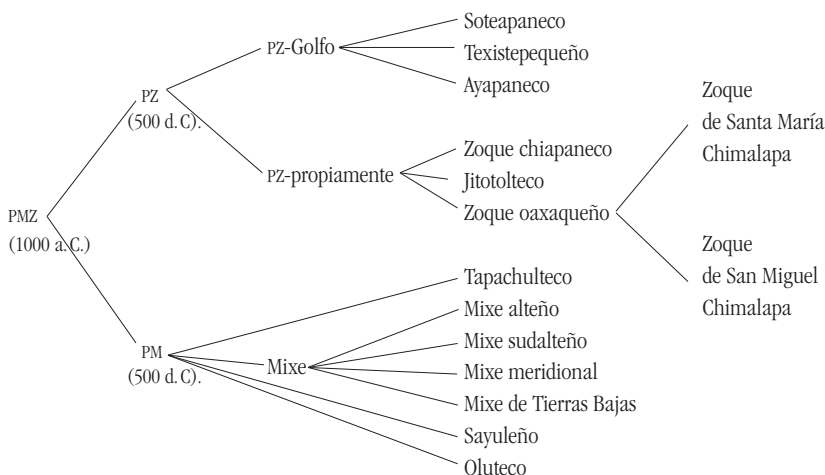 Soteapaneco
PZ-Golfo
Texistepequeño
Ayapaneco
PZ
(500 d. C).
Zoque
de Santa María
Chimalapa
Zoque chiapaneco
PZ-propiamente
Jitotolteco
Zoque oaxaqueño
PMZ
(1000 a.C.)
Zoque
de San Miguel
Chimalapa
Tapachulteco
Mixe alteño
Mixe sudalteño
PM
(500 d.C).
Mixe
Mixe meridional
Mixe de Tierras Bajas
Sayuleño
Oluteco